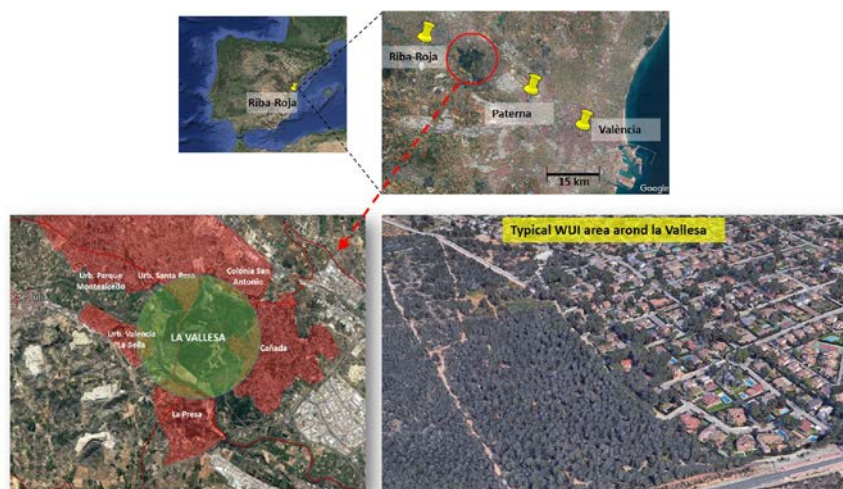 Riba-Roja
Riba-Roja
Paterna
València
15 km
Google
Urb. Parque
Montealcedo
Urb. Santa Rosa
Colonia San
Antonio
Urb. Valencia
La Bella
LA VALLESA
Cañada
La Presa
Typical WUI area arond la Vallesa